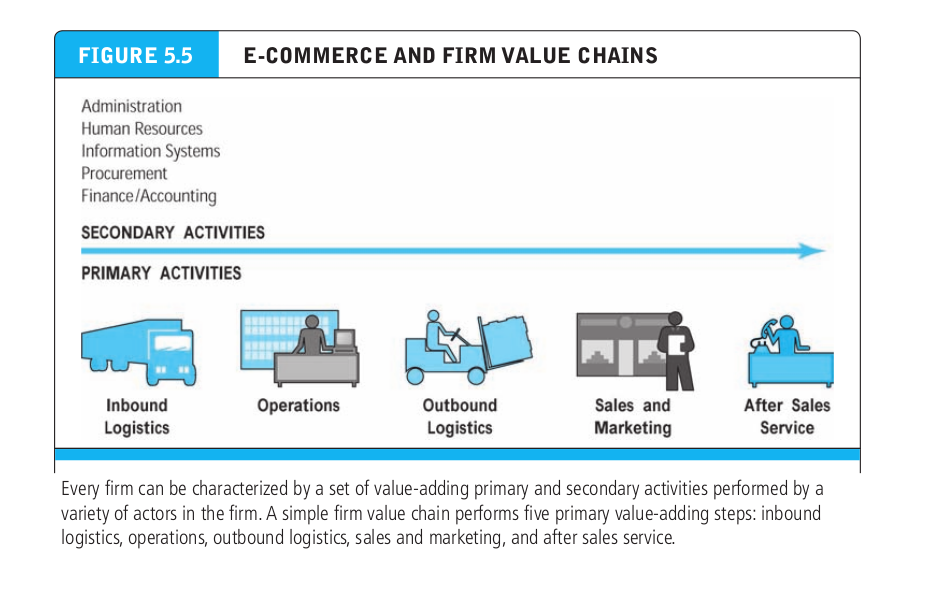 FIGURE 5.5
E-COMMERCE AND FIRM VALUE CHAINS
Administration
Human Resources
Information Systems
Procurement
Finance/Accounting
SECONDARY ACTIVITIES
PRIMARY ACTIVITIES
Inbound
Logistics
Operations
Outbound
Logistics
Sales and
Marketing
After Sales
Service
Every firm can be characterized by a set of value-adding primary and secondary activities performed by a
variety of actors in the firm. A simple firm value chain performs five primary value-adding steps: inbound
logistics, operations, outbound logistics, sales and marketing, and after sales service.